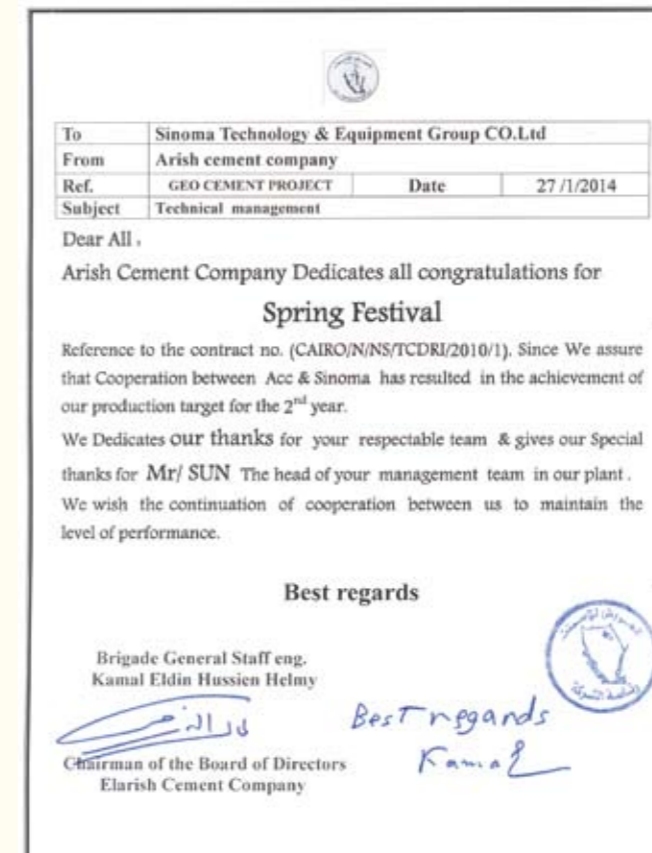 To Sinoma Technology & Equipment Group CO.Ltd
From Arish cement company
Ref. GEO CEMENT PROJECT Date 27 /1/2014
Subject Technical management
Dear All ,
Arish Cement Company Dedicates all congratulations for
Spring Festival
Reference to the contract no. (CAIRO/N/NS/TCDRI/2010/1). Since We assure
that Cooperation between Acc & Sinoma has resulted in the achievement of
our production target for the 2nd year.
We Dedicates our thanks for your respectable team & gives our Special
thanks for Mr/ SUN The head of your management team in our plant .
We wish the continuation of cooperation between us to maintain the
level of performance.
Best regards
Brigade General Staff eng.
Kamal Eldin Hussien Helmy
Best regards
Kamal
Chairman of the Board of Directors
Elarish Cement Company